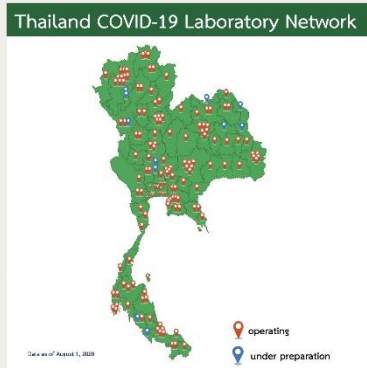 Thailand COVID-19 Laboratory Network
operating
under preparation
Data as of August 1, 2020